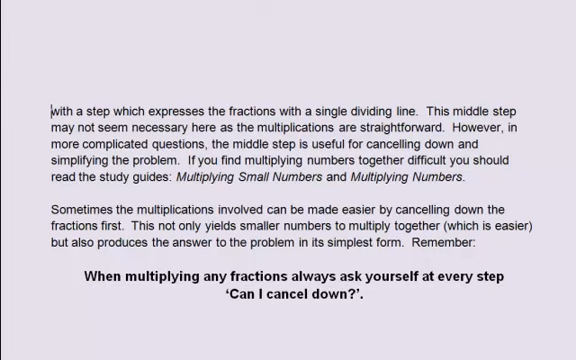 with a step which expresses the fractions with a single dividing line. This middle step
may not seem necessary here as the multiplications are straightforward. However, in
more complicated questions, the middle step is useful for cancelling down and
simplifying the problem. If you find multiplying numbers together difficult you should
read the study guides: Multiplying Small Numbers and Multiplying Numbers.
Sometimes the multiplications involved can be made easier by cancelling down the
fractions first. This not only yields smaller numbers to multiply together (which is easier)
but also produces the answer to the problem in its simplest form. Remember:
When multiplying any fractions always ask yourself at every step
‘Can I cancel down?’.